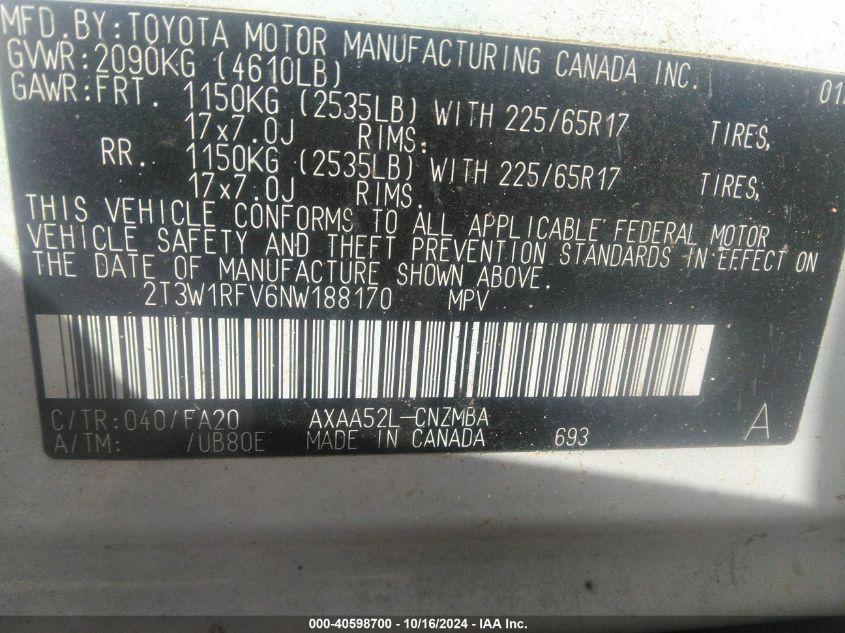 MFD.BY:TOYOTA MOTOR MANUFACTURING CANADA INC.
GVWR:2090KG (4610LB)
GAWR:FRT. 1150KG (2535LB) WITH 225/65R17 TIRES,
17x7.0J RIMS.
RR. 1150KG (2535LB) WITH 225/65R17 TIRES,
17x7.0J RIMS.
THIS VEHICLE CONFORMS TO ALL APPLICABLE FEDERAL MOTOR
VEHICLE SAFETY AND THEFT PREVENTION STANDARDS IN EFFECT ON
THE DATE OF MANUFACTURE SHOWN ABOVE.
2T3W1RFV6NW188170 MPV
C/TR:040/FA20 AXAA52L-CNZMBA
A/TM: /UB80E MADE IN CANADA 693 A
000-40598700 - 10/16/2024 - IAA Inc.